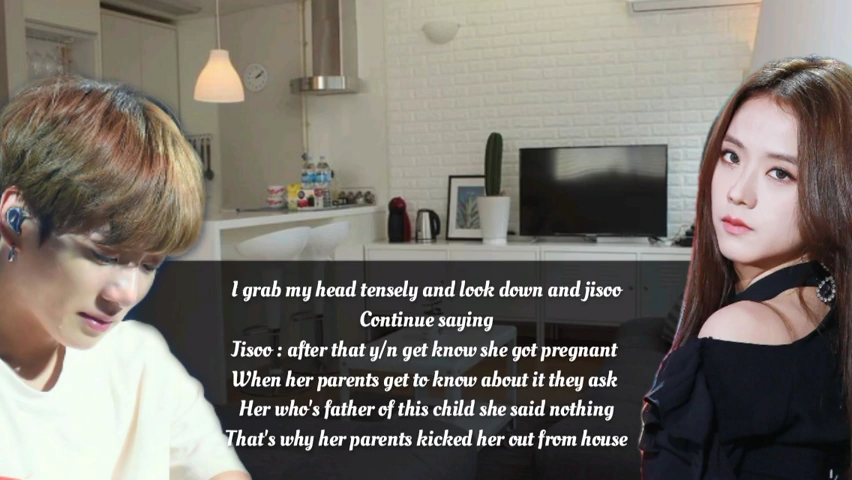 I grab my head tensely and look down and jisoo
Continue saying
Jisoo : after that y/n get know she got pregnant
When her parents get to know about it they ask
Her who's father of this child she said nothing
That's why her parents kicked her out from house